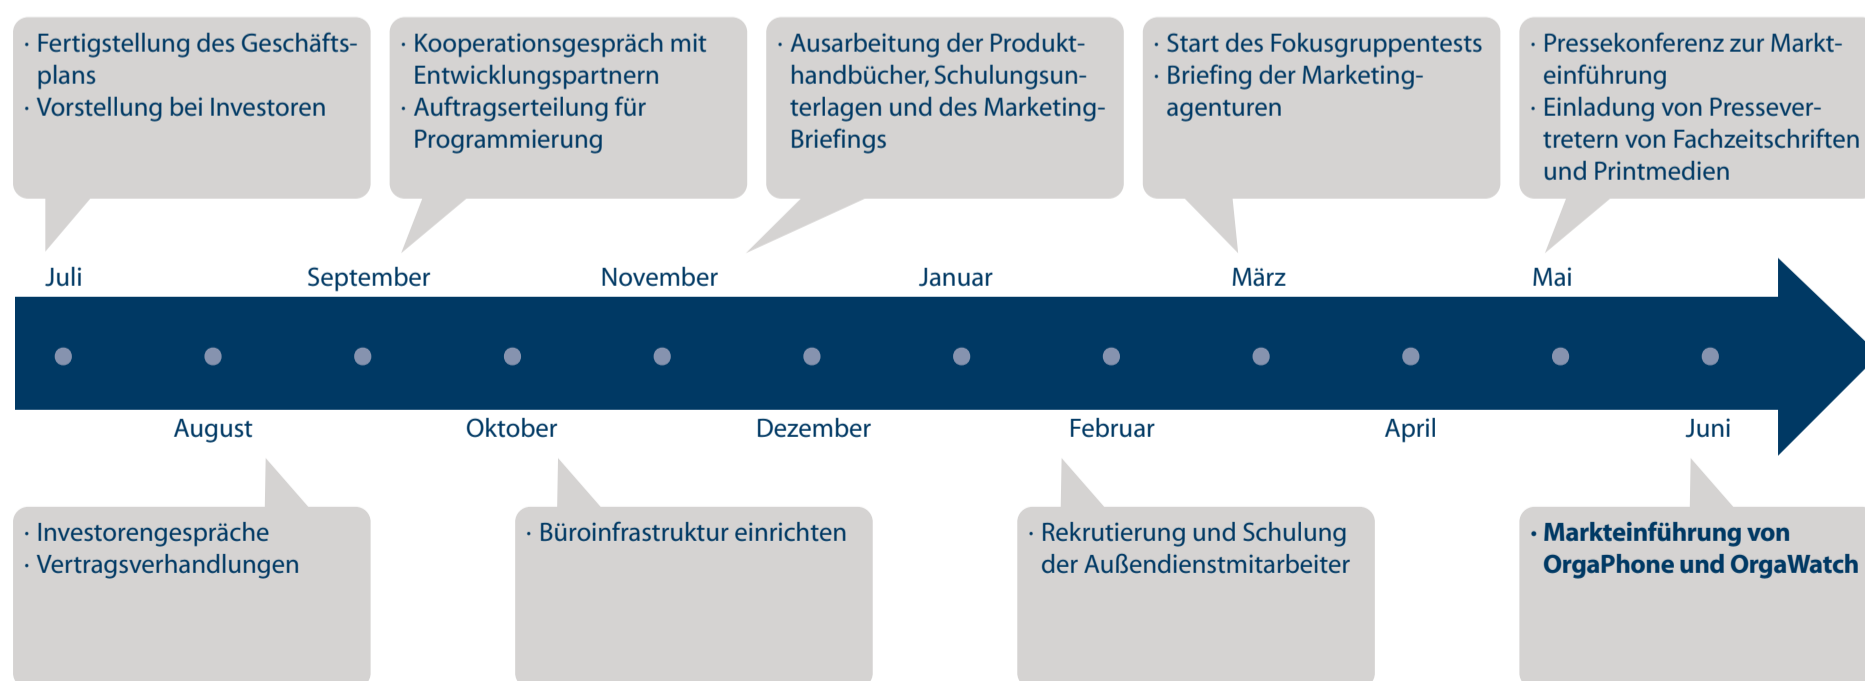 · Fertigstellung des Geschäfts-
plans
· Vorstellung bei Investoren
· Kooperationsgespräch mit
Entwicklungspartnern
· Auftragserteilung für
Programmierung
· Ausarbeitung der Produkt-
handbücher, Schulungsun-
terlagen und des Marketing-
Briefings
· Start des Fokusgruppentests
· Briefing der Marketing-
agenturen
· Pressekonferenz zur Markt-
einführung
· Einladung von Pressever-
tretern von Fachzeitschriften
und Printmedien
Juli
September
November
Januar
März
Mai
August
Oktober
Dezember
Februar
April
Juni
· Investorengespräche
· Vertragsverhandlungen
· Büroinfrastruktur einrichten
· Rekrutierung und Schulung
der Außendienstmitarbeiter
· Markteinführung von
OrgaPhone und OrgaWatch